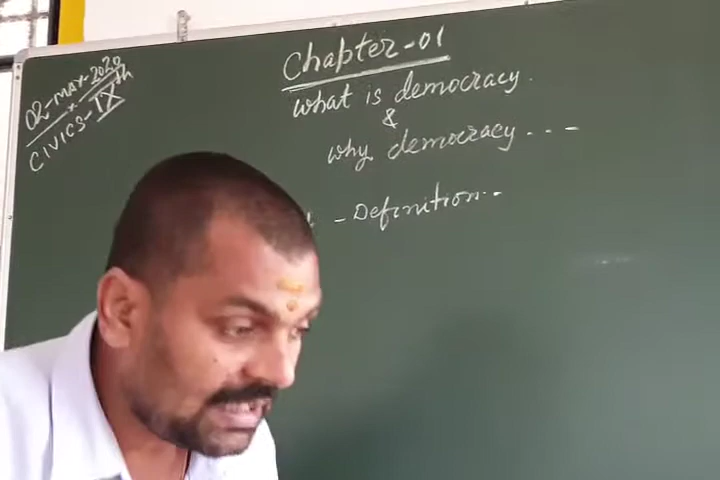 02-MAY-2020
CIVICS-IXth
Chapter-01
what is democracy.
&
why democracy...-
-Definition..-